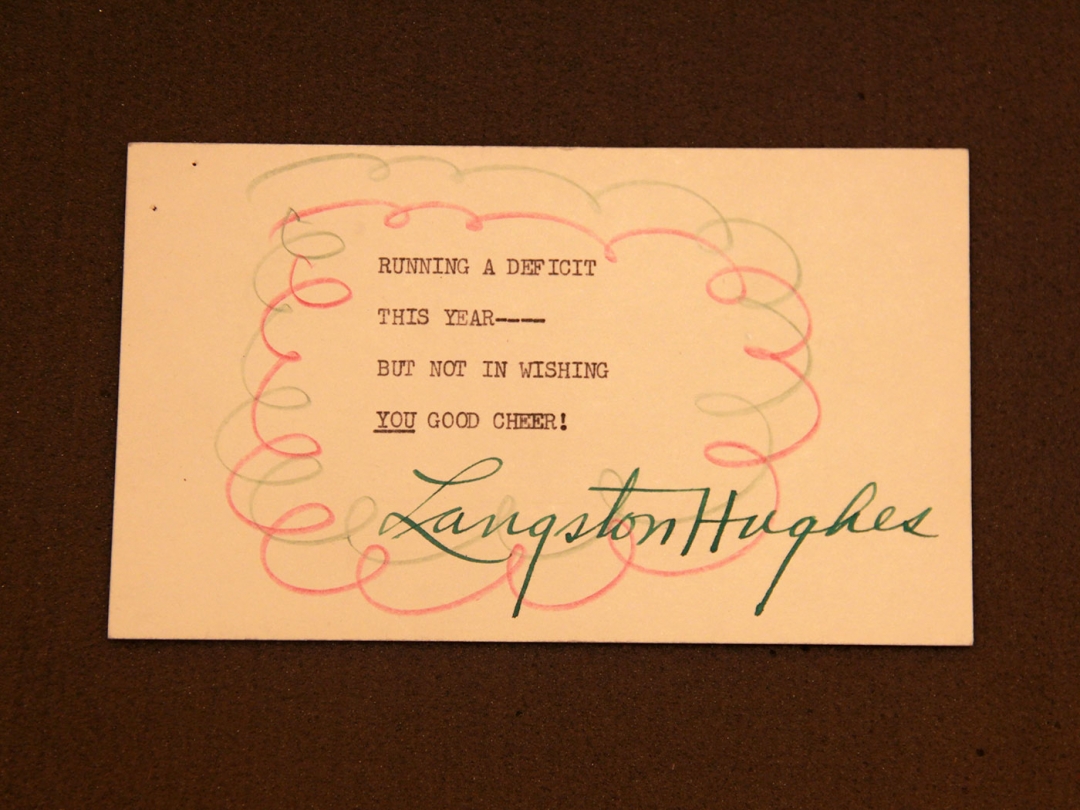 RUNNING A DEFICIT
THIS YEAR----
BUT NOT IN WISHING
YOU GOOD CHEER!
Langston Hughes